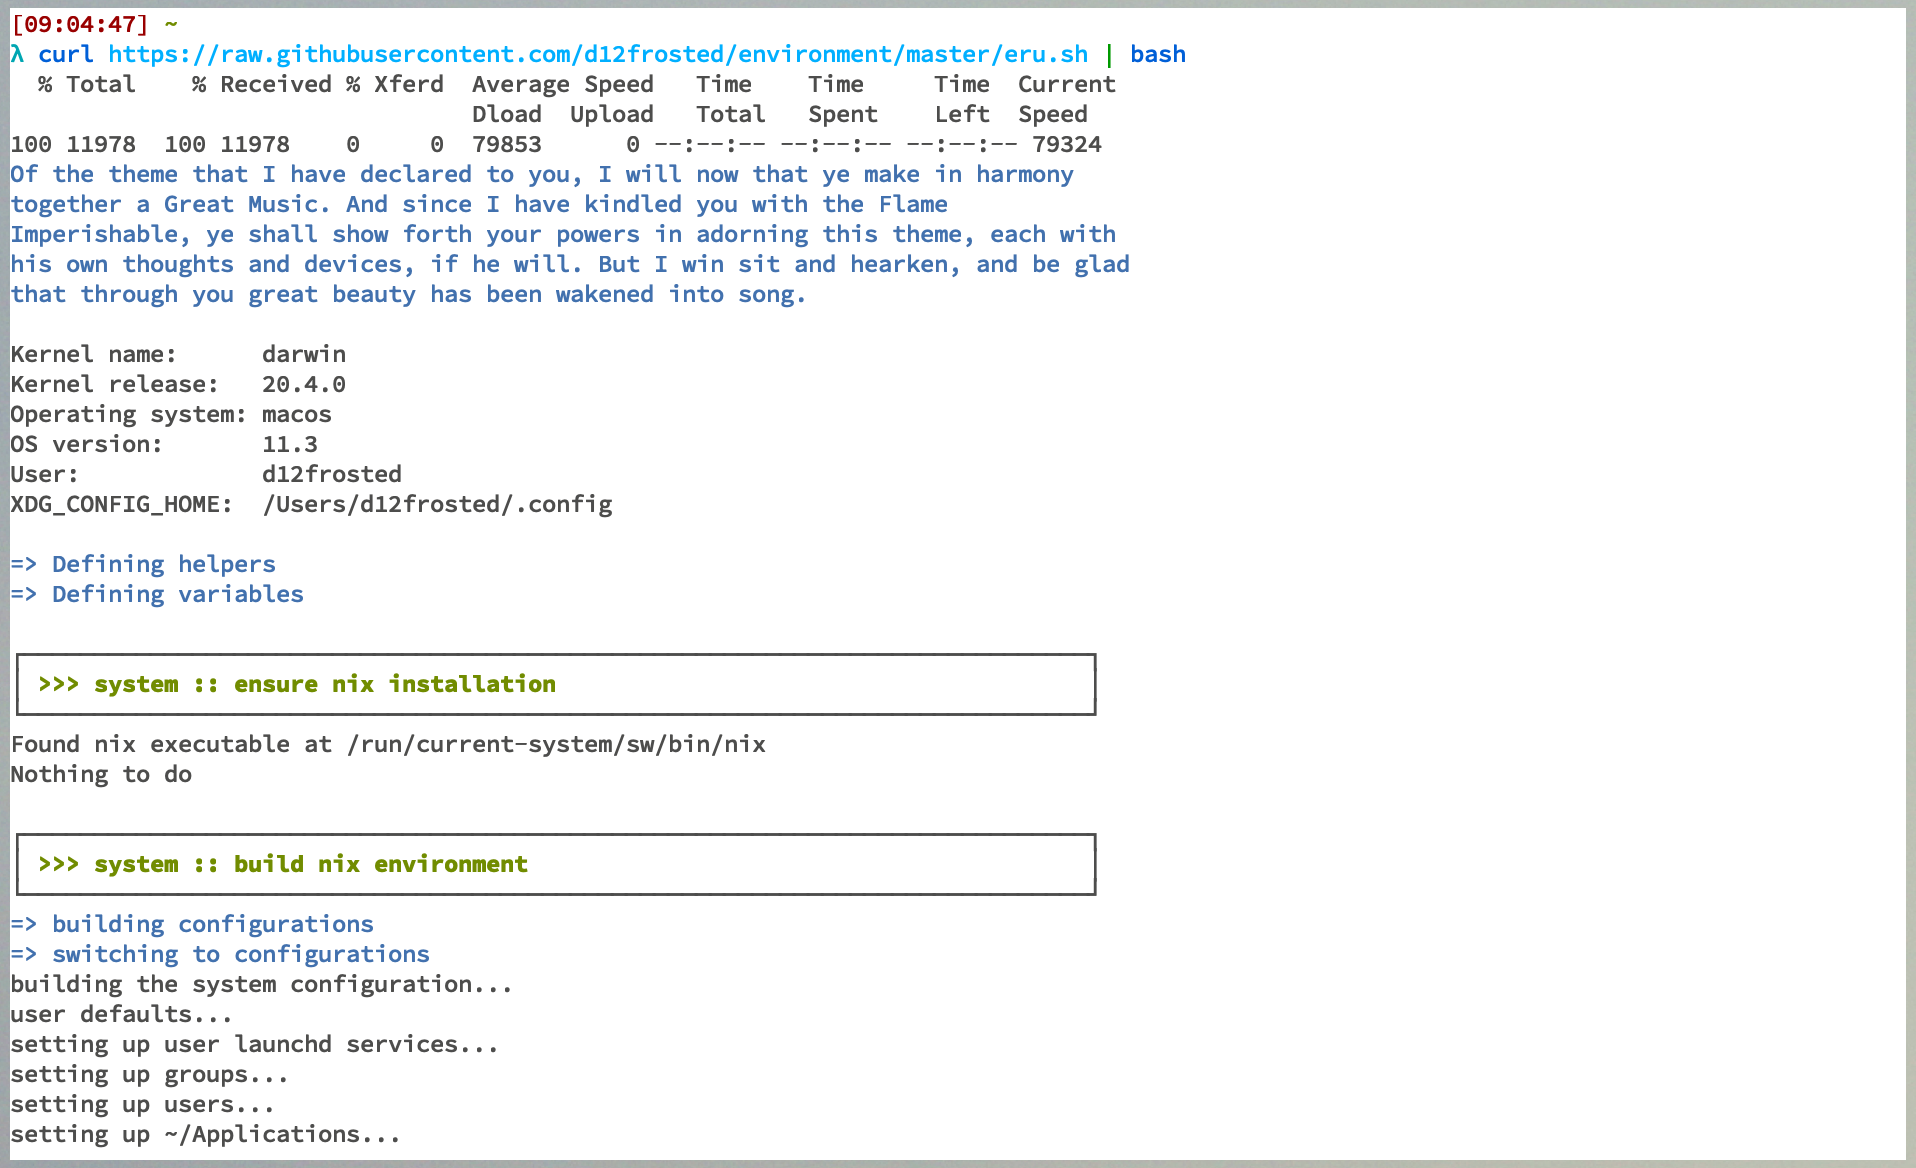 [09:04:47] ~
λ curl https://raw.githubusercontent.com/d12frosted/environment/master/eru.sh | bash
  % Total    % Received % Xferd  Average Speed   Time    Time     Time  Current
                                 Dload  Upload   Total   Spent    Left  Speed
100 11978  100 11978    0     0  79853      0 --:--:-- --:--:-- --:--:-- 79324
Of the theme that I have declared to you, I will now that ye make in harmony
together a Great Music. And since I have kindled you with the Flame
Imperishable, ye shall show forth your powers in adorning this theme, each with
his own thoughts and devices, if he will. But I win sit and hearken, and be glad
that through you great beauty has been wakened into song.

Kernel name:      darwin
Kernel release:   20.4.0
Operating system: macos
OS version:       11.3
User:             d12frosted
XDG_CONFIG_HOME:  /Users/d12frosted/.config

=> Defining helpers
=> Defining variables

>>> system :: ensure nix installation
Found nix executable at /run/current-system/sw/bin/nix
Nothing to do

>>> system :: build nix environment
=> building configurations
=> switching to configurations
building the system configuration...
user defaults...
setting up user launchd services...
setting up groups...
setting up users...
setting up ~/Applications...